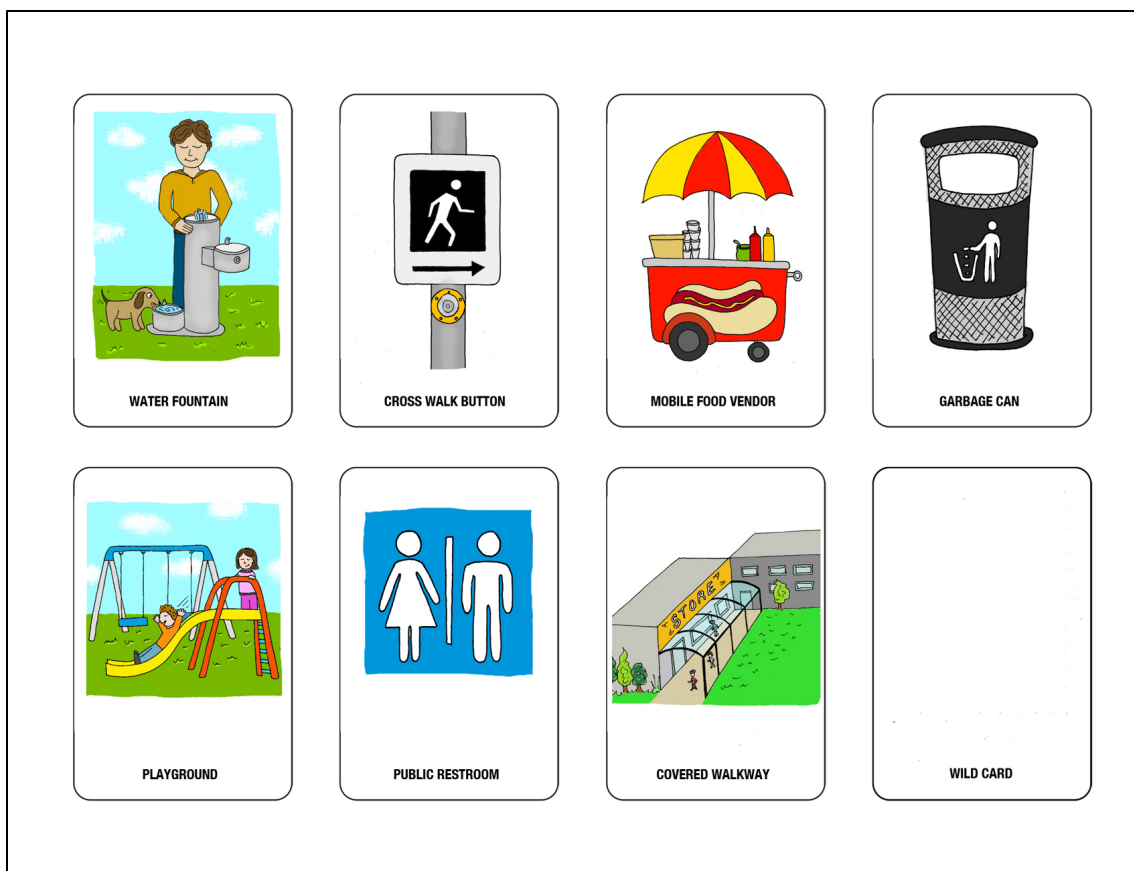 WATER FOUNTAIN
CROSS WALK BUTTON
MOBILE FOOD VENDOR
GARBAGE CAN
STORE
PLAYGROUND
PUBLIC RESTROOM
COVERED WALKWAY
WILD CARD